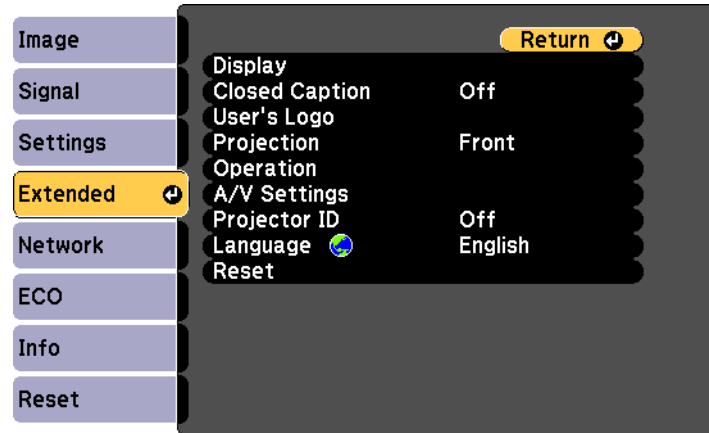 Image
Signal
Settings
Extended
Network
ECO
Info
Reset
Return
Display
Closed Caption Off
User's Logo
Projection Front
Operation
A/V Settings
Projector ID Off
Language English
Reset